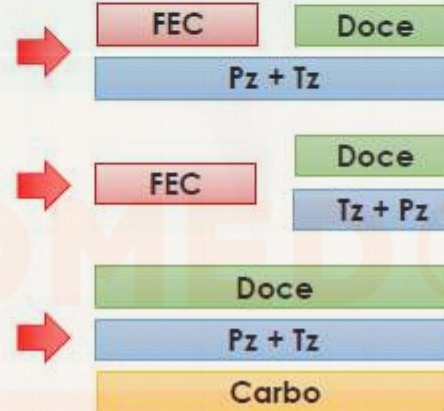 FEC Doce
Pz + Tz
Doce
FEC
Tz + Pz
Doce
Pz + Tz
Carbo